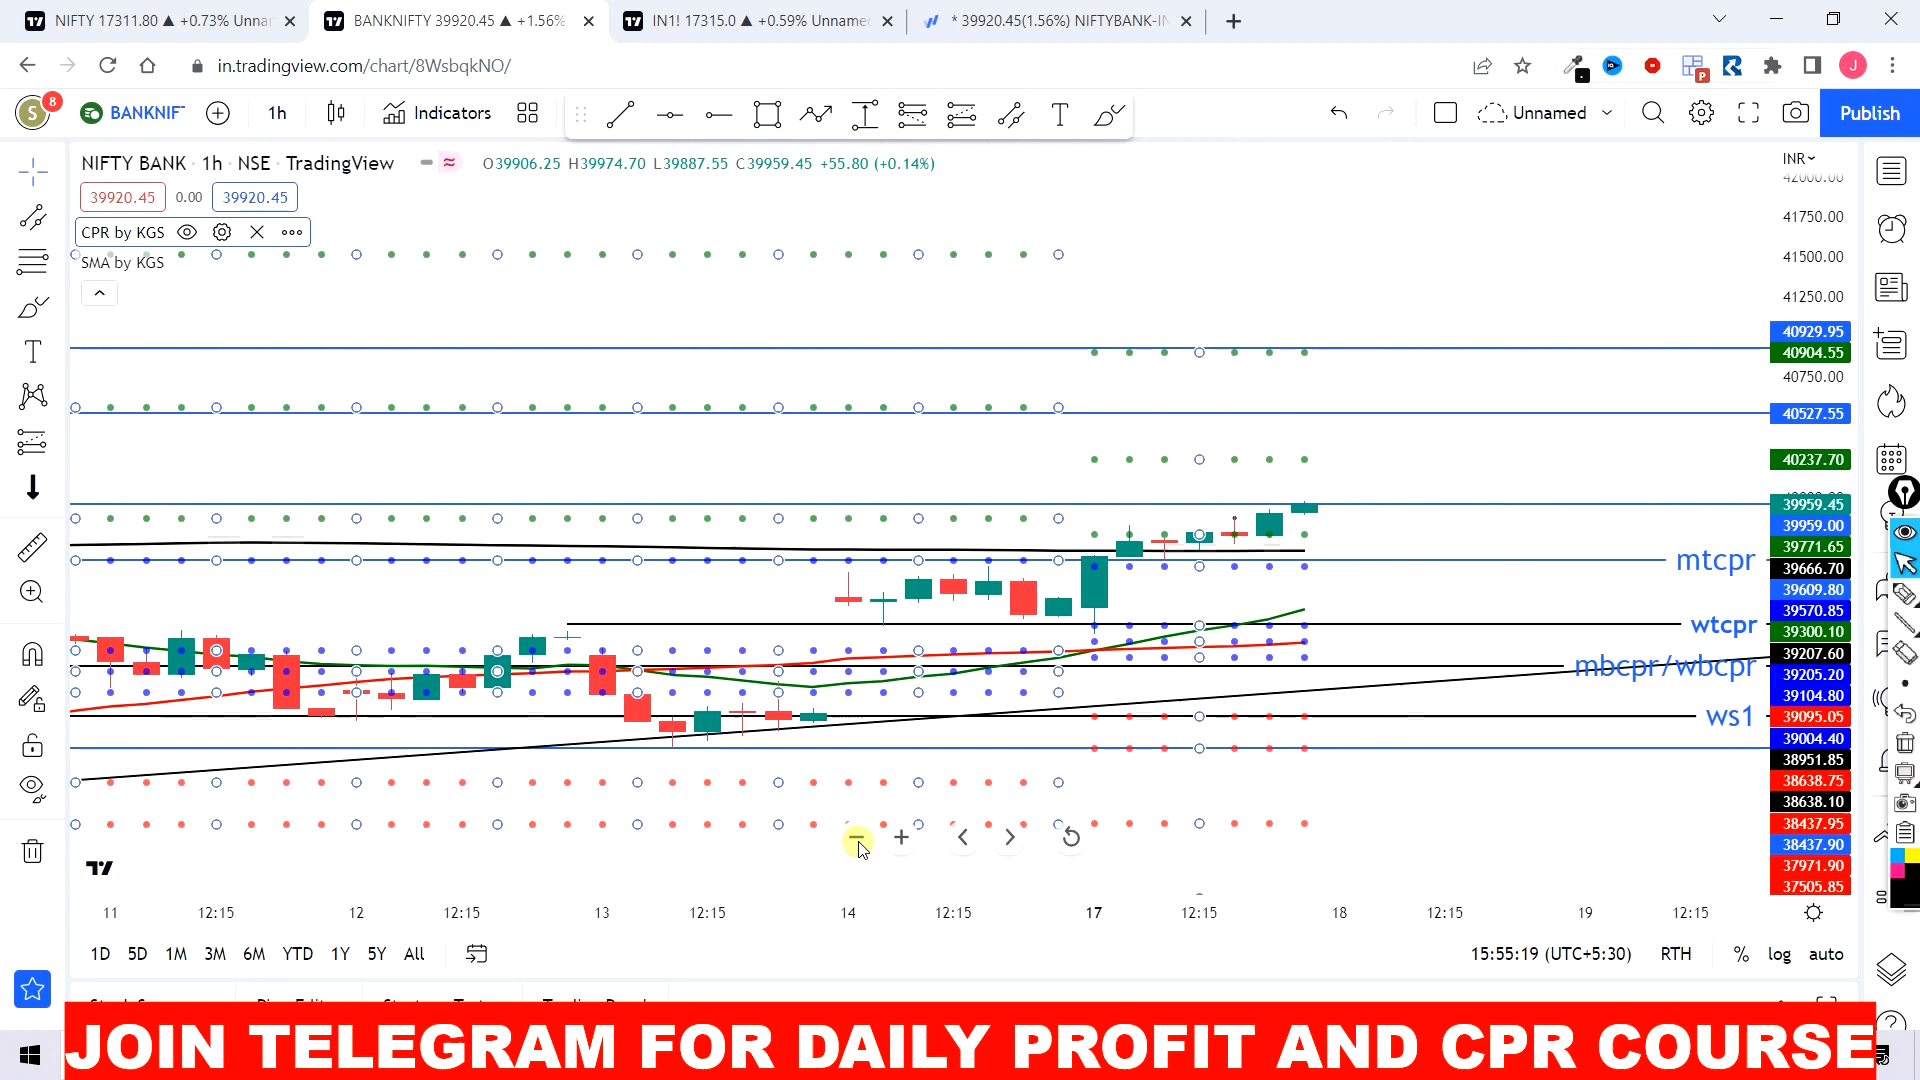 NIFTY 17311.80 ▲ +0.73% Unna
BANKNIFTY 39920.45 ▲ +1.56%
IN1! 17315.0 ▲ +0.59% Unname
* 39920.45(1.56%) NIFTYBANK-IN
in.tradingview.com/chart/8WsbqkNO/
P
J
S
8
BANKNIF
1h
Indicators
Unnamed
Publish
NIFTY BANK · 1h · NSE · TradingView
O39906.25 H39974.70 L39887.55 C39959.45 +55.80 (+0.14%)
39920.45
0.00
39920.45
CPR by KGS
SMA by KGS
INR
42000.00
41750.00
41500.00
41250.00
40929.95
40904.55
40750.00
40527.55
40237.70
39959.45
39959.00
39771.65
39666.70
39609.80
39570.85
39300.10
39207.60
39205.20
39104.80
39095.05
39004.40
38951.85
38638.75
38638.10
38437.95
38437.90
37971.90
37505.85
mtcpr
wtcpr
mbcpr/wbcpr
ws1
11
12:15
12
12:15
13
12:15
14
12:15
17
12:15
18
12:15
19
12:15
1D
5D
1M
3M
6M
YTD
1Y
5Y
All
15:55:19 (UTC+5:30)
RTH
%
log
auto
JOIN TELEGRAM FOR DAILY PROFIT AND CPR COURSE